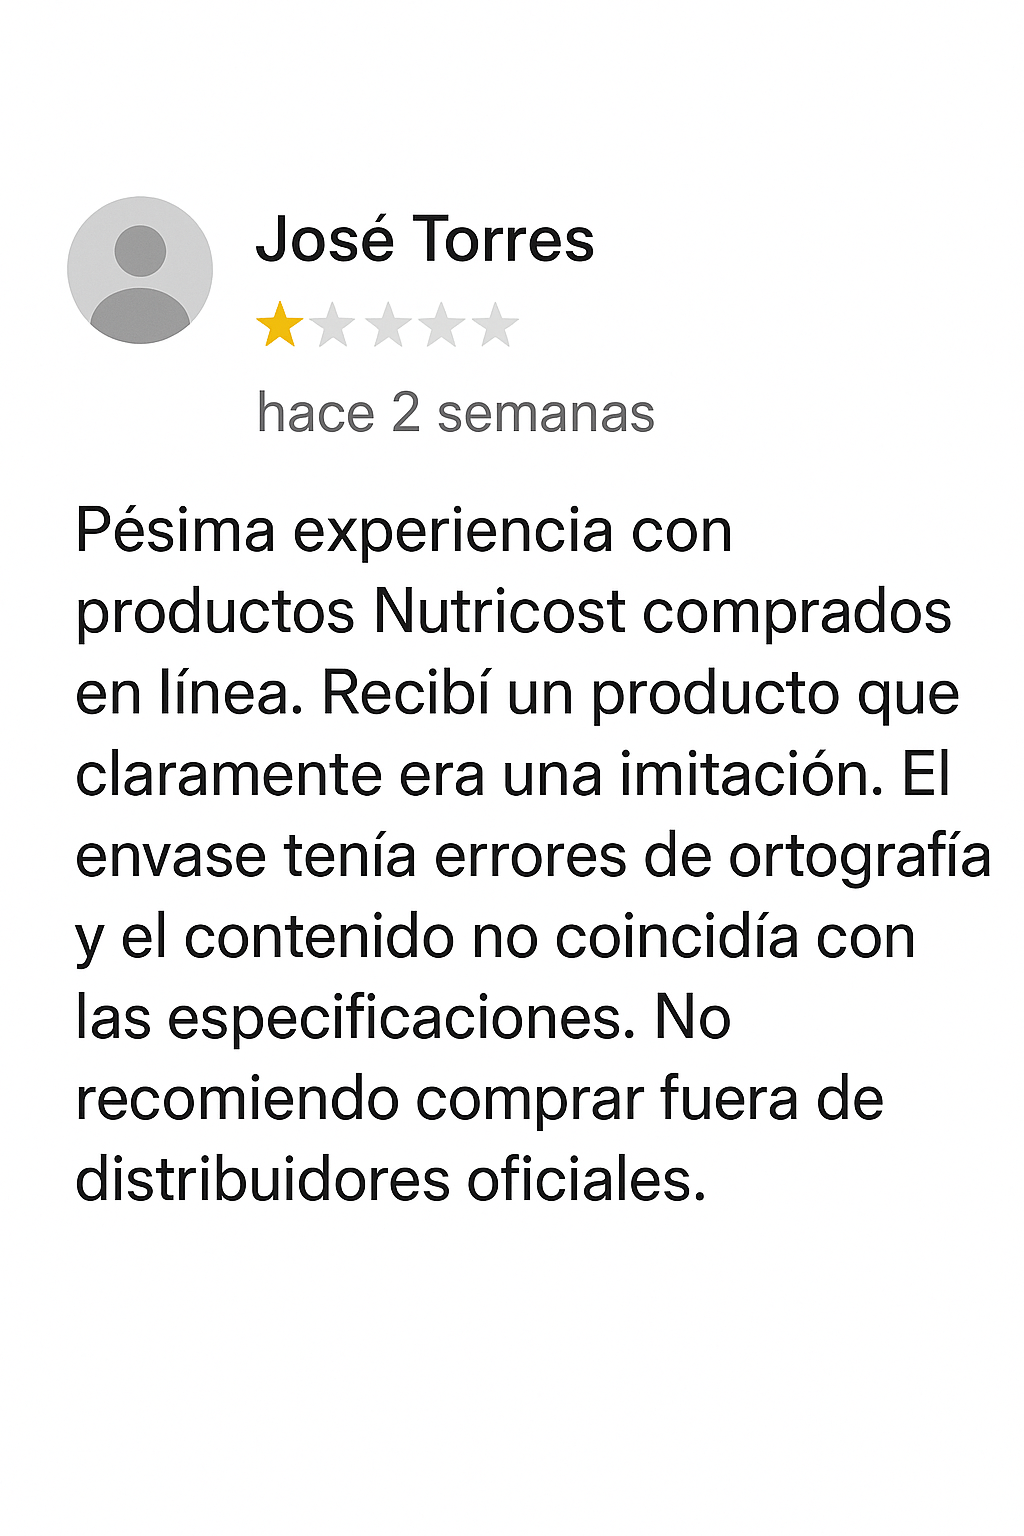 José Torres
hace 2 semanas
Pésima experiencia con
productos Nutricost comprados
en línea. Recibí un producto que
claramente era una imitación. El
envase tenía errores de ortografía
y el contenido no coincidía con
las especificaciones. No
recomiendo comprar fuera de
distribuidores oficiales.